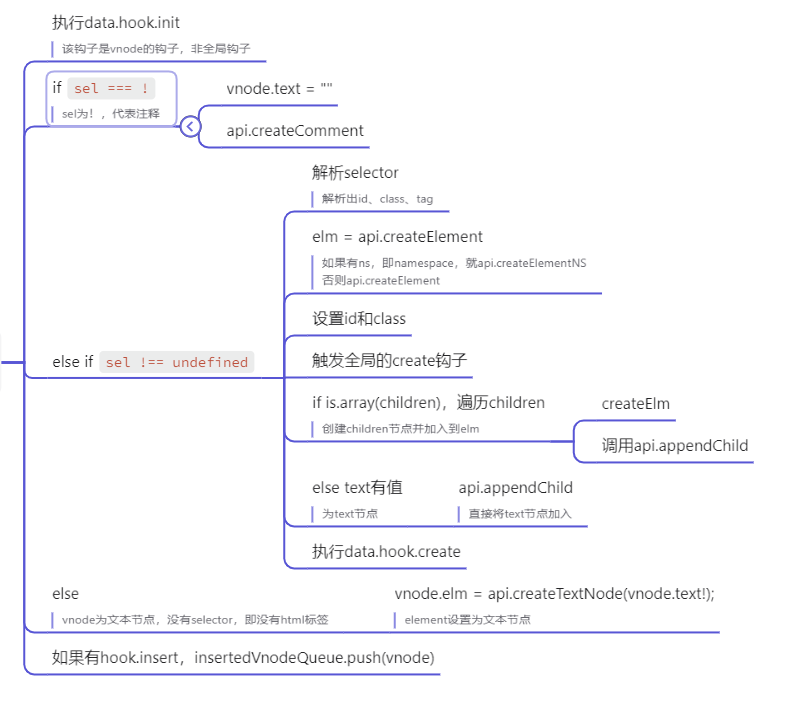 执行data.hook.init
该钩子是vnode的钩子，非全局钩子
if sel === !
sel为！，代表注释
vnode.text = ""
api.createComment
else if sel !== undefined
解析selector
解析出id、class、tag
elm = api.createElement
如果有ns，即namespace，就api.createElementNS
否则api.createElement
设置id和class
触发全局的create钩子
if is.array(children)，遍历children
创建children节点并加入到elm
createElm
调用api.appendChild
else text有值
为text节点
api.appendChild
直接将text节点加入
执行data.hook.create
else
vnode为文本节点，没有selector，即没有html标签
vnode.elm = api.createTextNode(vnode.text!);
element设置为文本节点
如果有hook.insert，insertedVnodeQueue.push(vnode)